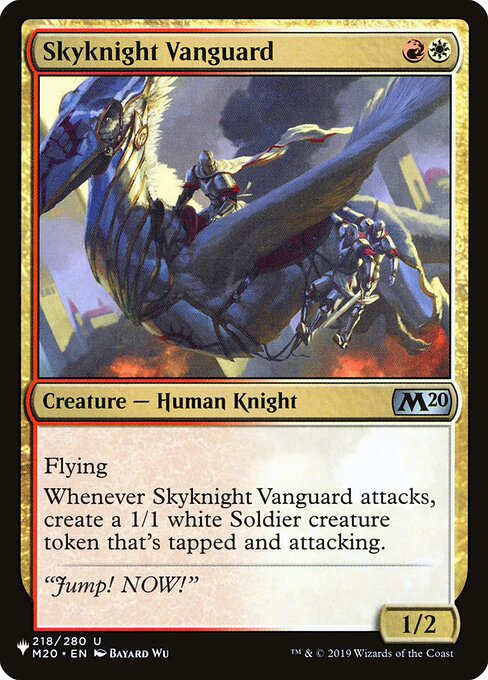 Skyknight Vanguard
Creature — Human Knight
M20
Flying
Whenever Skyknight Vanguard attacks,
create a 1/1 white Soldier creature
token that's tapped and attacking.
"Jump! NOW!"
1/2
218/280 U
M20 • EN Bayard Wu
™ & © 2019 Wizards of the Coast